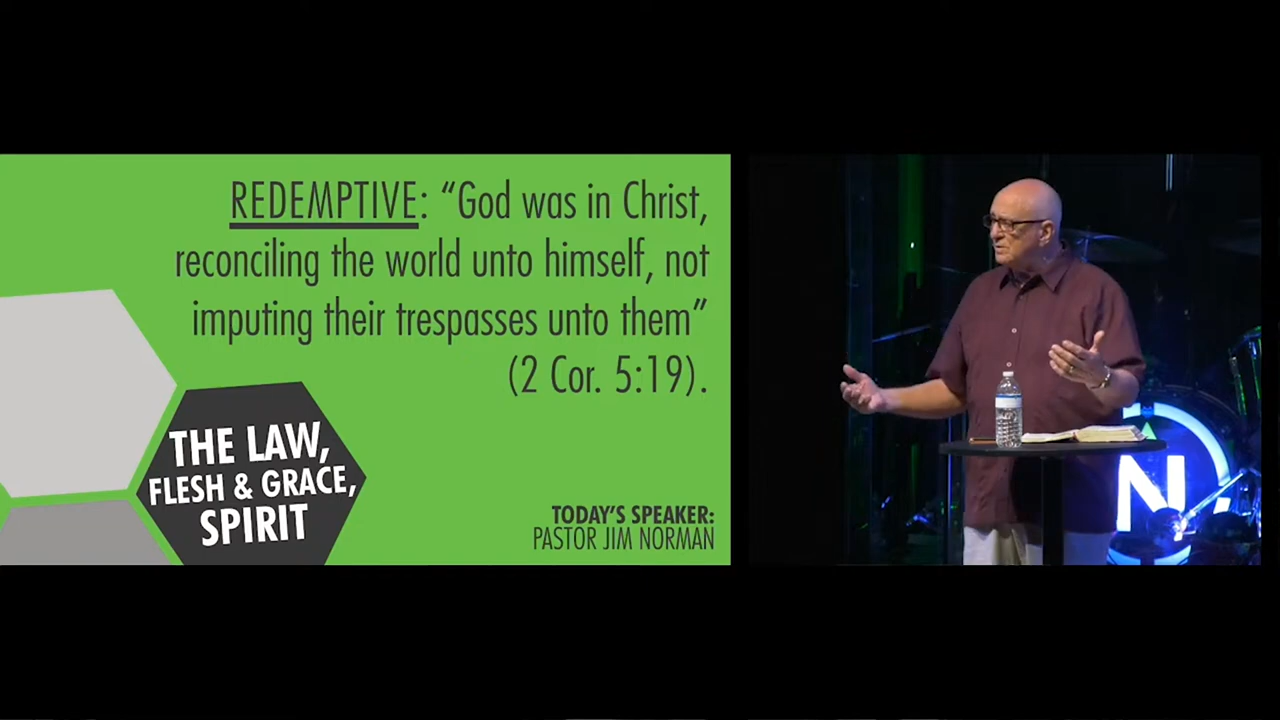 REDEMPTIVE: “God was in Christ,
reconciling the world unto himself, not
imputing their trespasses unto them”
(2 Cor. 5:19).
THE LAW,
FLESH & GRACE,
SPIRIT
TODAY'S SPEAKER:
PASTOR JIM NORMAN
N